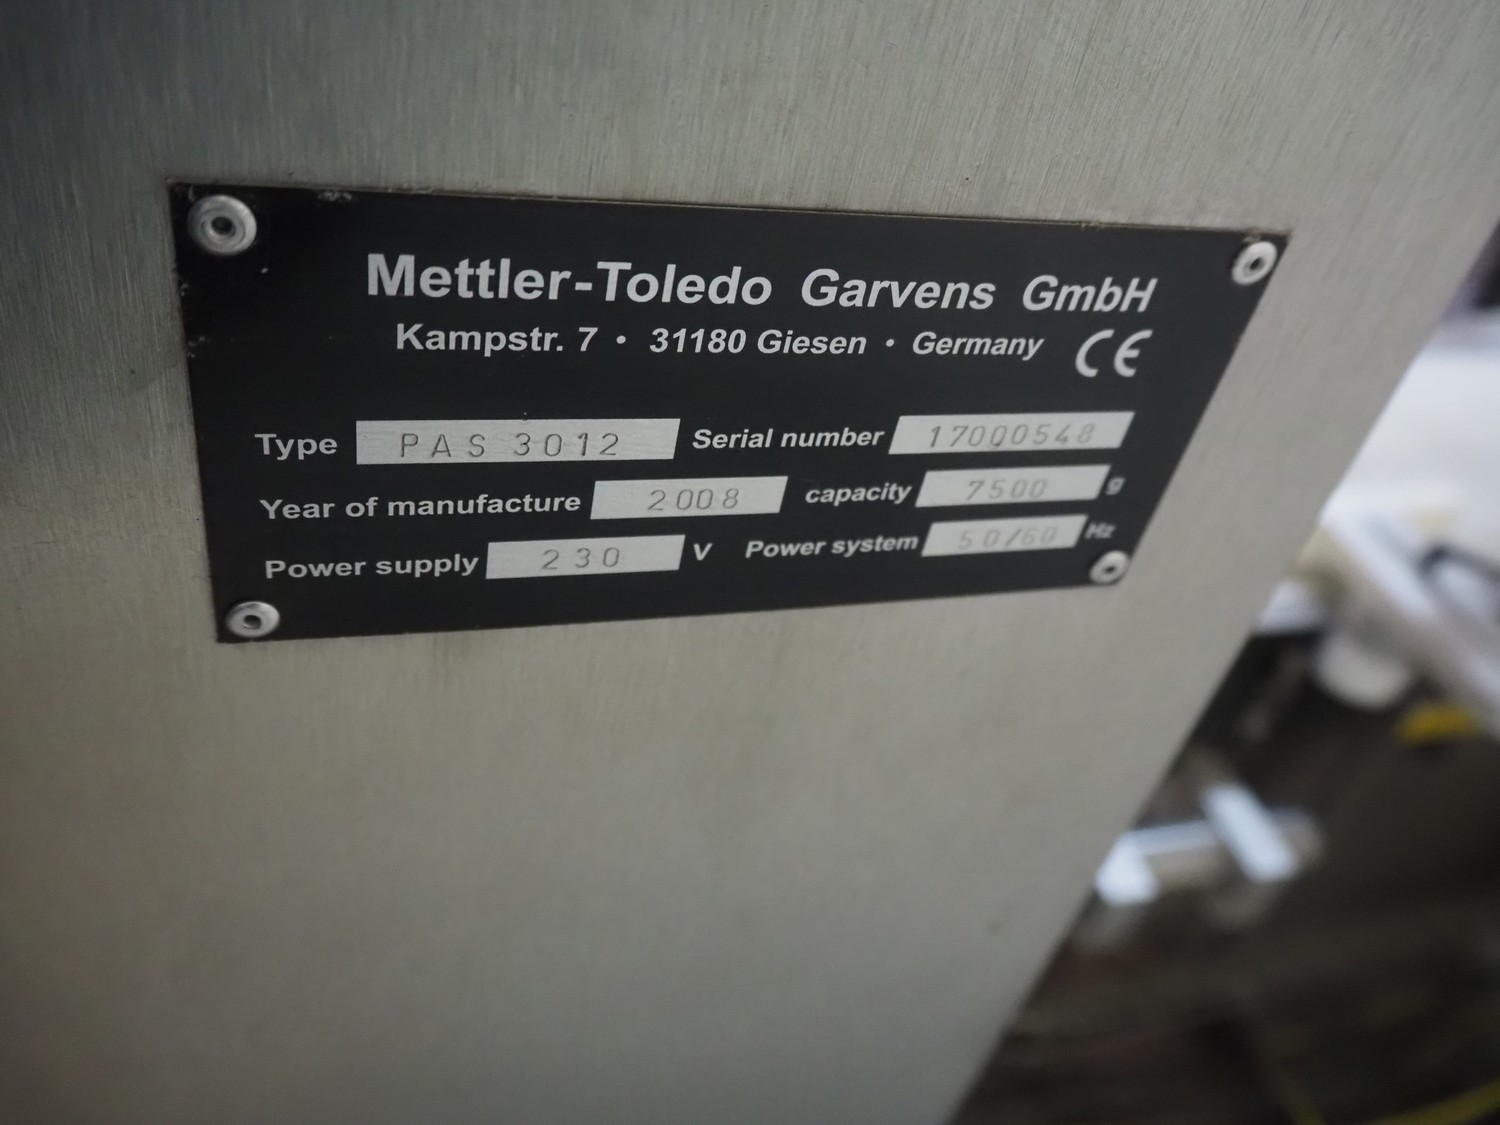 Mettler-Toledo Garvens GmbH
Kampstr. 7 • 31180 Giesen • Germany CE
Type PAS 3012 Serial number 17000548
Year of manufacture 2008 capacity 7500 g
Power supply 230 V Power system 50/60 Hz